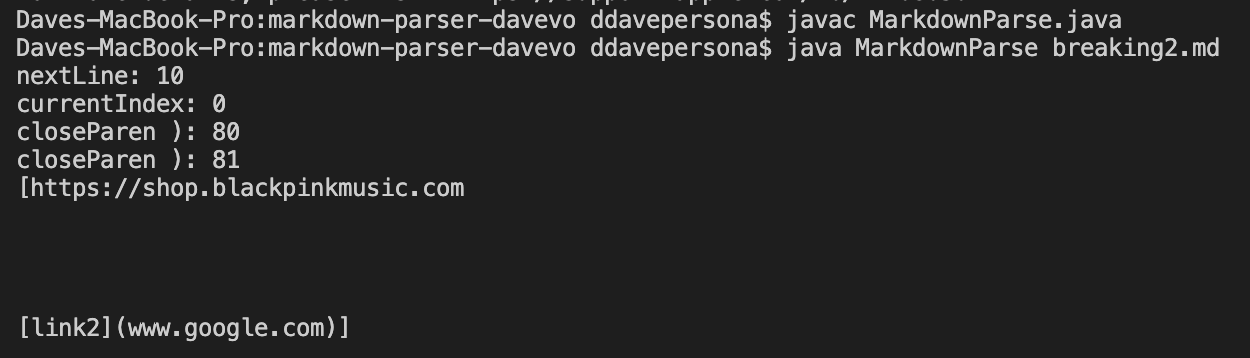 Daves-MacBook-Pro:markdown-parser-davevo ddavepersona$ javac MarkdownParse.java
Daves-MacBook-Pro:markdown-parser-davevo ddavepersona$ java MarkdownParse breaking2.md
nextLine: 10
currentIndex: 0
closeParen ): 80
closeParen ): 81
[https://shop.blackpinkmusic.com
[link2](www.google.com)]